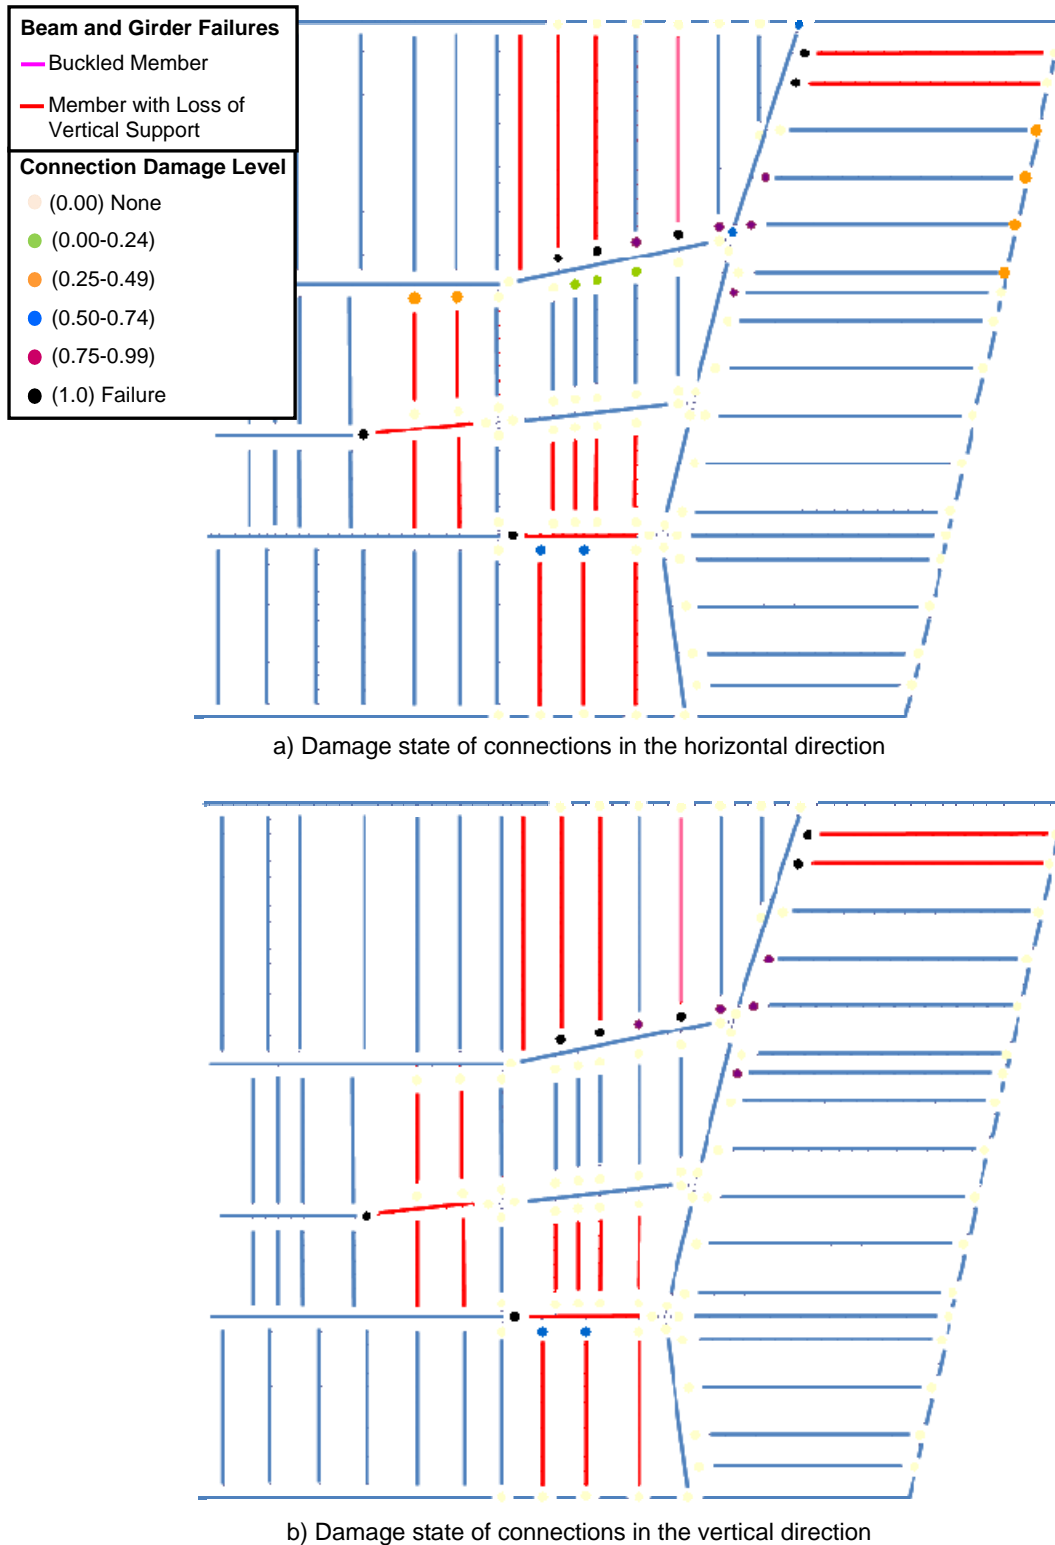 Beam and Girder Failures
Buckled Member
Member with Loss of
Vertical Support
Connection Damage Level
(0.00) None
(0.00-0.24)
(0.25-0.49)
(0.50-0.74)
(0.75-0.99)
(1.0) Failure
a) Damage state of connections in the horizontal direction
b) Damage state of connections in the vertical direction